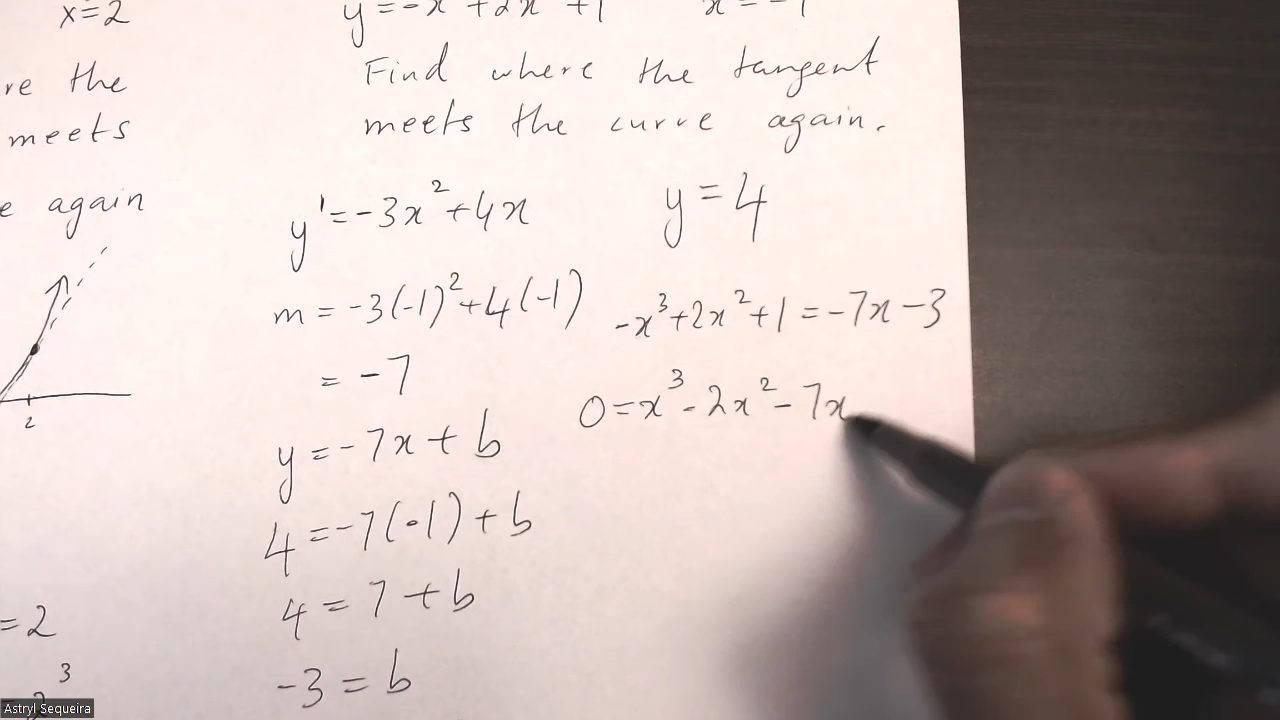 x=2
y=-x³+2x²+1 x=-1
re the
meets
e again
2
=2
3
Find where the tangent
meets the curve again.
y'=-3x²+4x
m = -3(-1)²+4(-1)
= -7
y=-7x+b
4=-7(-1)+b
4=7+b
-3=b
y=4
-x³+2x²+1=-7x-3
0=x³-2x²-7x
Astryl Sequeira